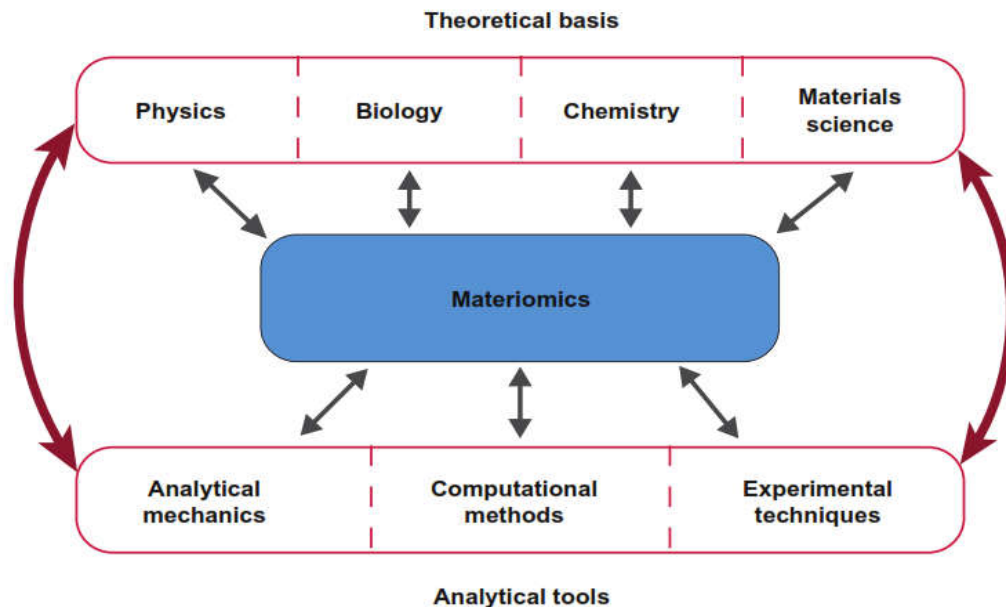 Theoretical basis
Physics
Biology
Chemistry
Materials
science
Materiomics
Analytical
mechanics
Computational
methods
Experimental
techniques
Analytical tools